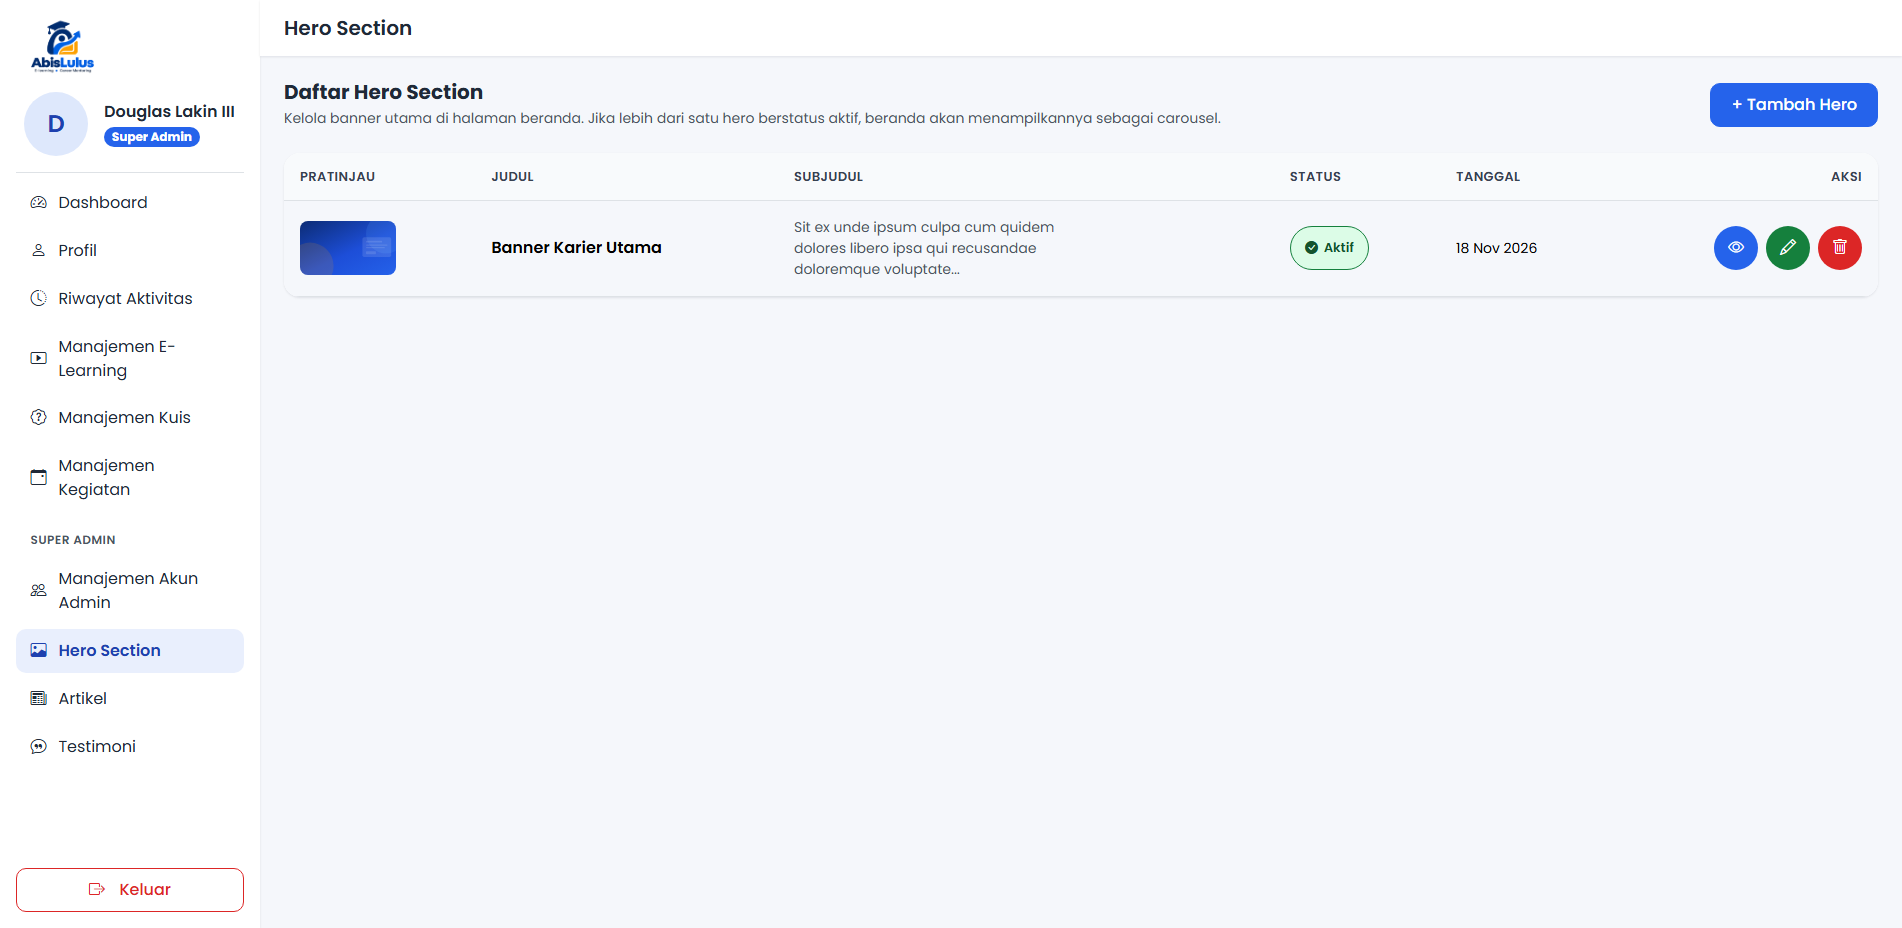 AbisLulus
Hero Section
D
Douglas Lakin III
Super Admin
Dashboard
Profil
Riwayat Aktivitas
Manajemen E-
Learning
Manajemen Kuis
Manajemen
Kegiatan
SUPER ADMIN
Manajemen Akun
Admin
Hero Section
Artikel
Testimoni
Keluar
Daftar Hero Section
Kelola banner utama di halaman beranda. Jika lebih dari satu hero berstatus aktif, beranda akan menampilkannya sebagai carousel.
+ Tambah Hero
PRATINJAU JUDUL SUBJUDUL STATUS TANGGAL AKSI
Banner Karier Utama
Sit ex unde ipsum culpa cum quidem
dolores libero ipsa qui recusandae
doloremque voluptate...
Aktif
18 Nov 2026